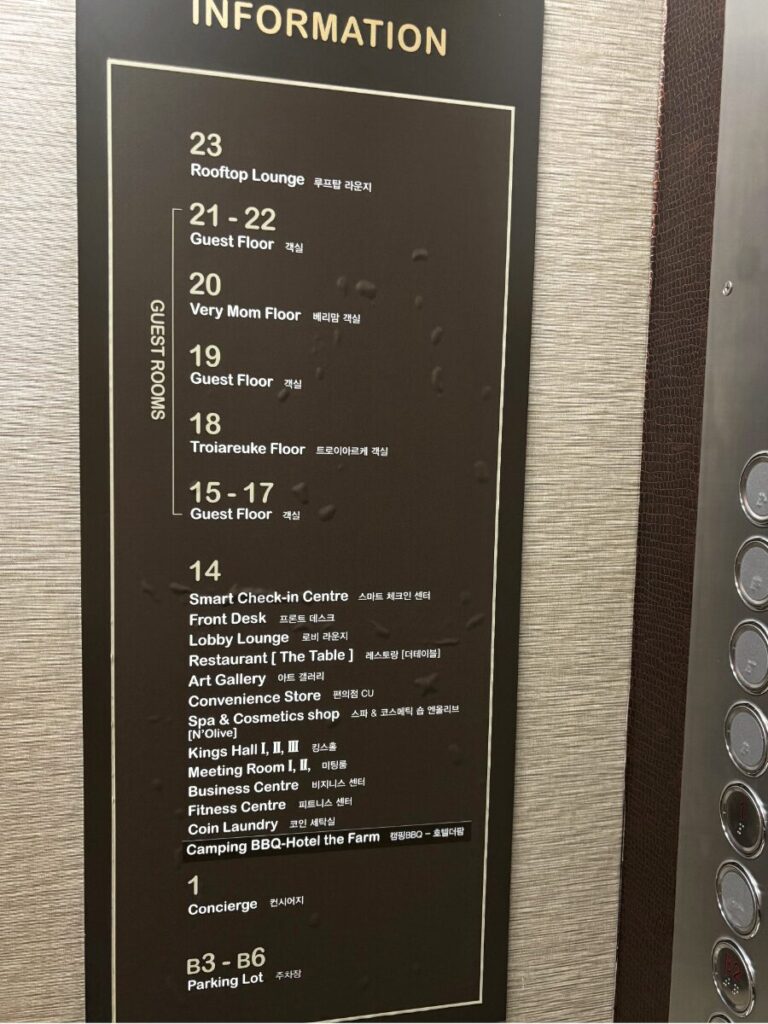 INFORMATION
23
Rooftop Lounge 루프탑 라운지
21 - 22
Guest Floor 객실
20
Very Mom Floor 베리맘 객실
GUEST ROOMS
19
Guest Floor 객실
18
Troiareuke Floor 트로이아르케 객실
15 - 17
Guest Floor 객실
14
Smart Check-in Centre 스마트 체크인 센터
Front Desk 프론트 데스크
Lobby Lounge 로비 라운지
Restaurant [ The Table ] 레스토랑 [더테이블]
Art Gallery 아트 갤러리
Convenience Store 편의점 CU
Spa & Cosmetics shop 스파 & 코스메틱 숍 엔올리브
[N'Olive]
Kings Hall Ⅰ, Ⅱ, Ⅲ 킹스홀
Meeting Room Ⅰ, Ⅱ, 미팅룸
Business Centre 비지니스 센터
Fitness Centre 피트니스 센터
Coin Laundry 코인 세탁실
Camping BBQ-Hotel the Farm 캠핑BBQ - 호텔더팜
1
Concierge 컨시어지
B3 - B6
Parking Lot 주차장